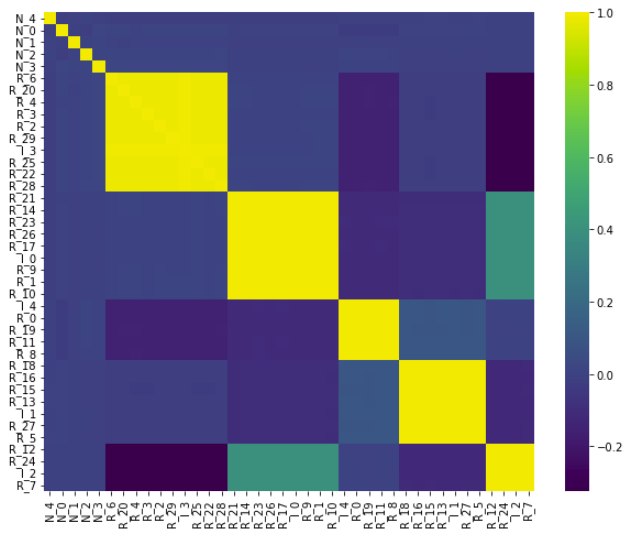 N_4
N_0
N_1
N_2
N_3
R_6
R_20
R_4
R_3
R_2
R_29
I_3
R_25
R_22
R_28
R_21
R_14
R_23
R_26
R_17
I_0
R_9
R_1
R_10
I_4
R_0
R_19
R_11
R_8
R_18
R_16
R_15
R_13
I_1
R_27
R_5
R_12
R_24
I_2
R_7
N_4
N_0
N_1
N_2
N_3
R_6
R_20
R_4
R_3
R_2
R_29
I_3
R_25
R_22
R_28
R_21
R_14
R_23
R_26
R_17
I_0
R_9
R_1
R_10
I_4
R_0
R_19
R_11
R_8
R_18
R_16
R_15
R_13
I_1
R_27
R_5
R_12
R_24
I_2
R_7
1.0
0.8
0.6
0.4
0.2
0.0
−0.2